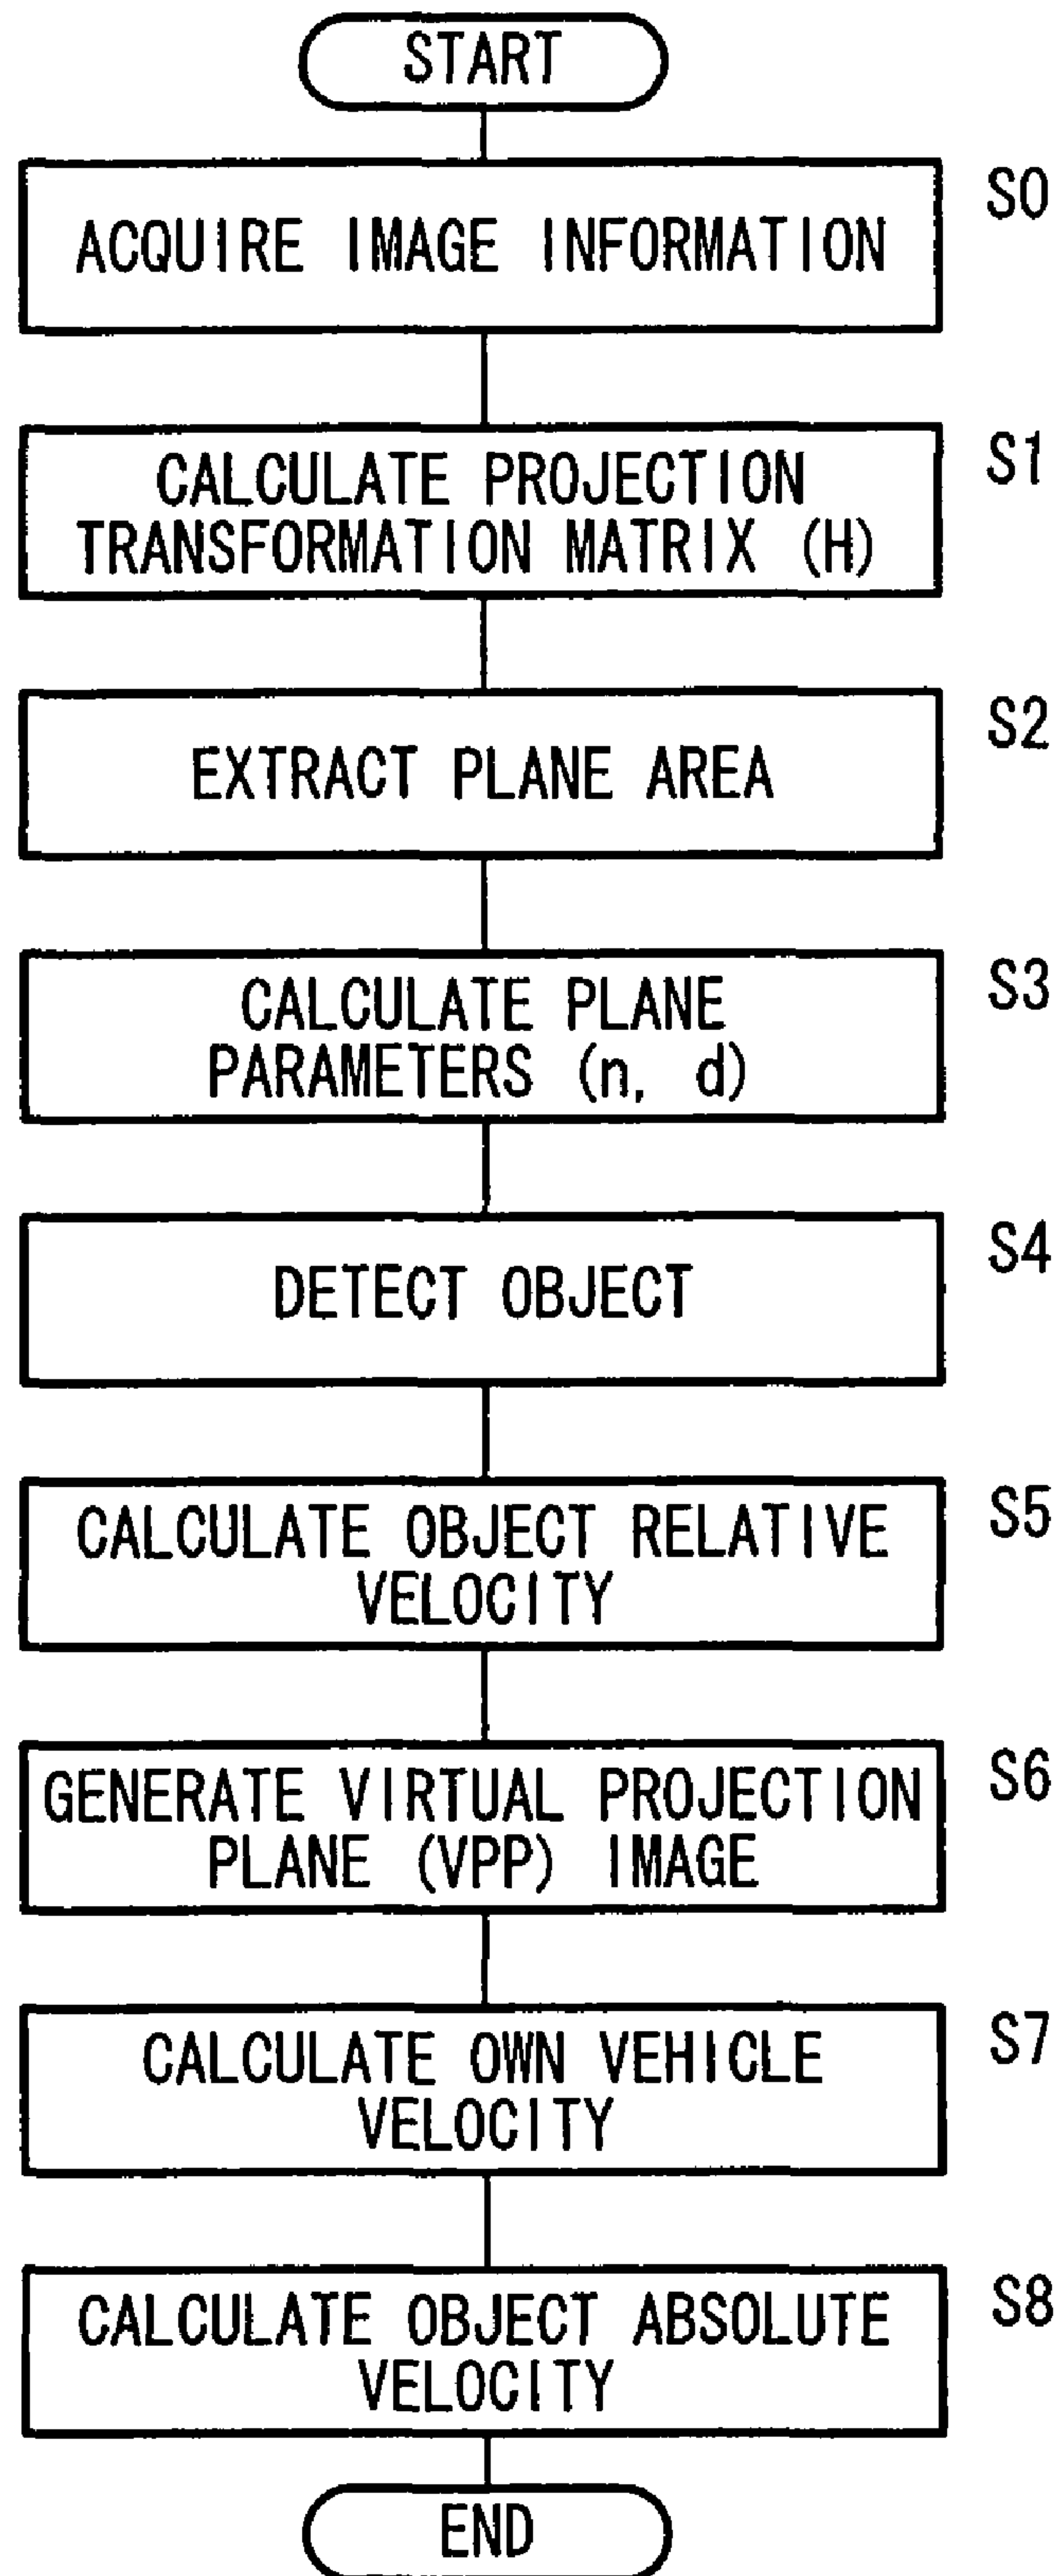 START
S0
ACQUIRE IMAGE INFORMATION
S1
CALCULATE PROJECTION
TRANSFORMATION MATRIX (H)
S2
EXTRACT PLANE AREA
S3
CALCULATE PLANE
PARAMETERS (n, d)
S4
DETECT OBJECT
S5
CALCULATE OBJECT RELATIVE
VELOCITY
S6
GENERATE VIRTUAL PROJECTION
PLANE (VPP) IMAGE
S7
CALCULATE OWN VEHICLE
VELOCITY
S8
CALCULATE OBJECT ABSOLUTE
VELOCITY
END